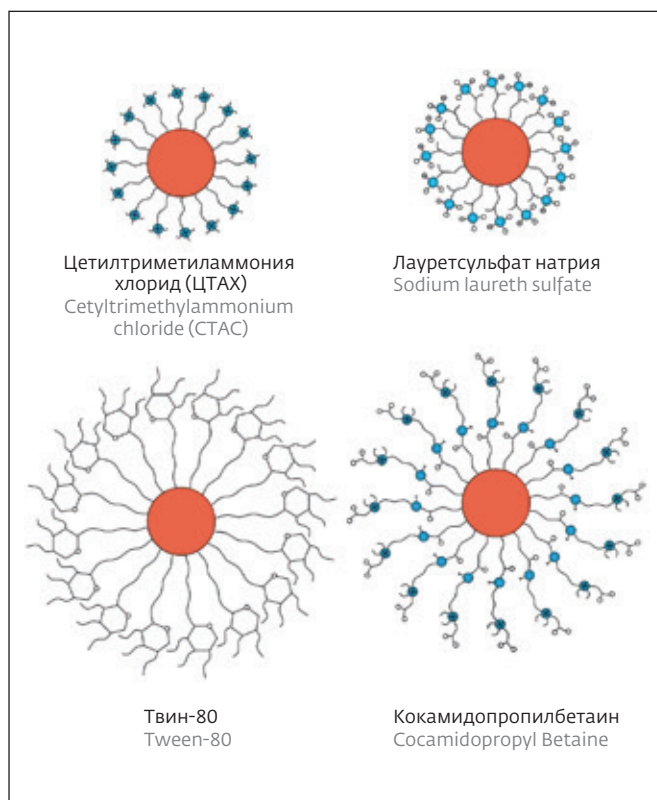 Цетилтриметиламмония
хлорид (ЦТАХ)
Cetyltrimethylammonium
chloride (CTAC)
Лауретсульфат натрия
Sodium laureth sulfate
Твин-80
Tween-80
Кокамидопропилбетаин
Cocamidopropyl Betaine